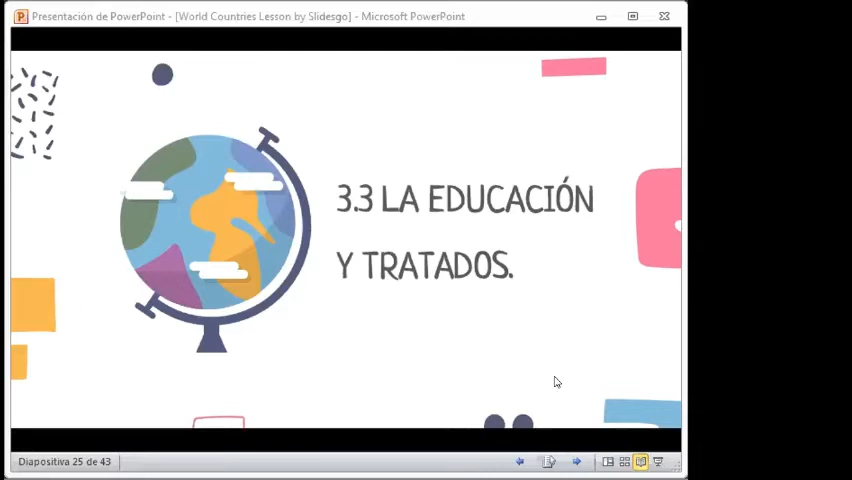 Presentación de PowerPoint - [World Countries Lesson by Slidesgo] - Microsoft PowerPoint
3.3 LA EDUCACIÓN
Y TRATADOS.
Diapositiva 25 de 43